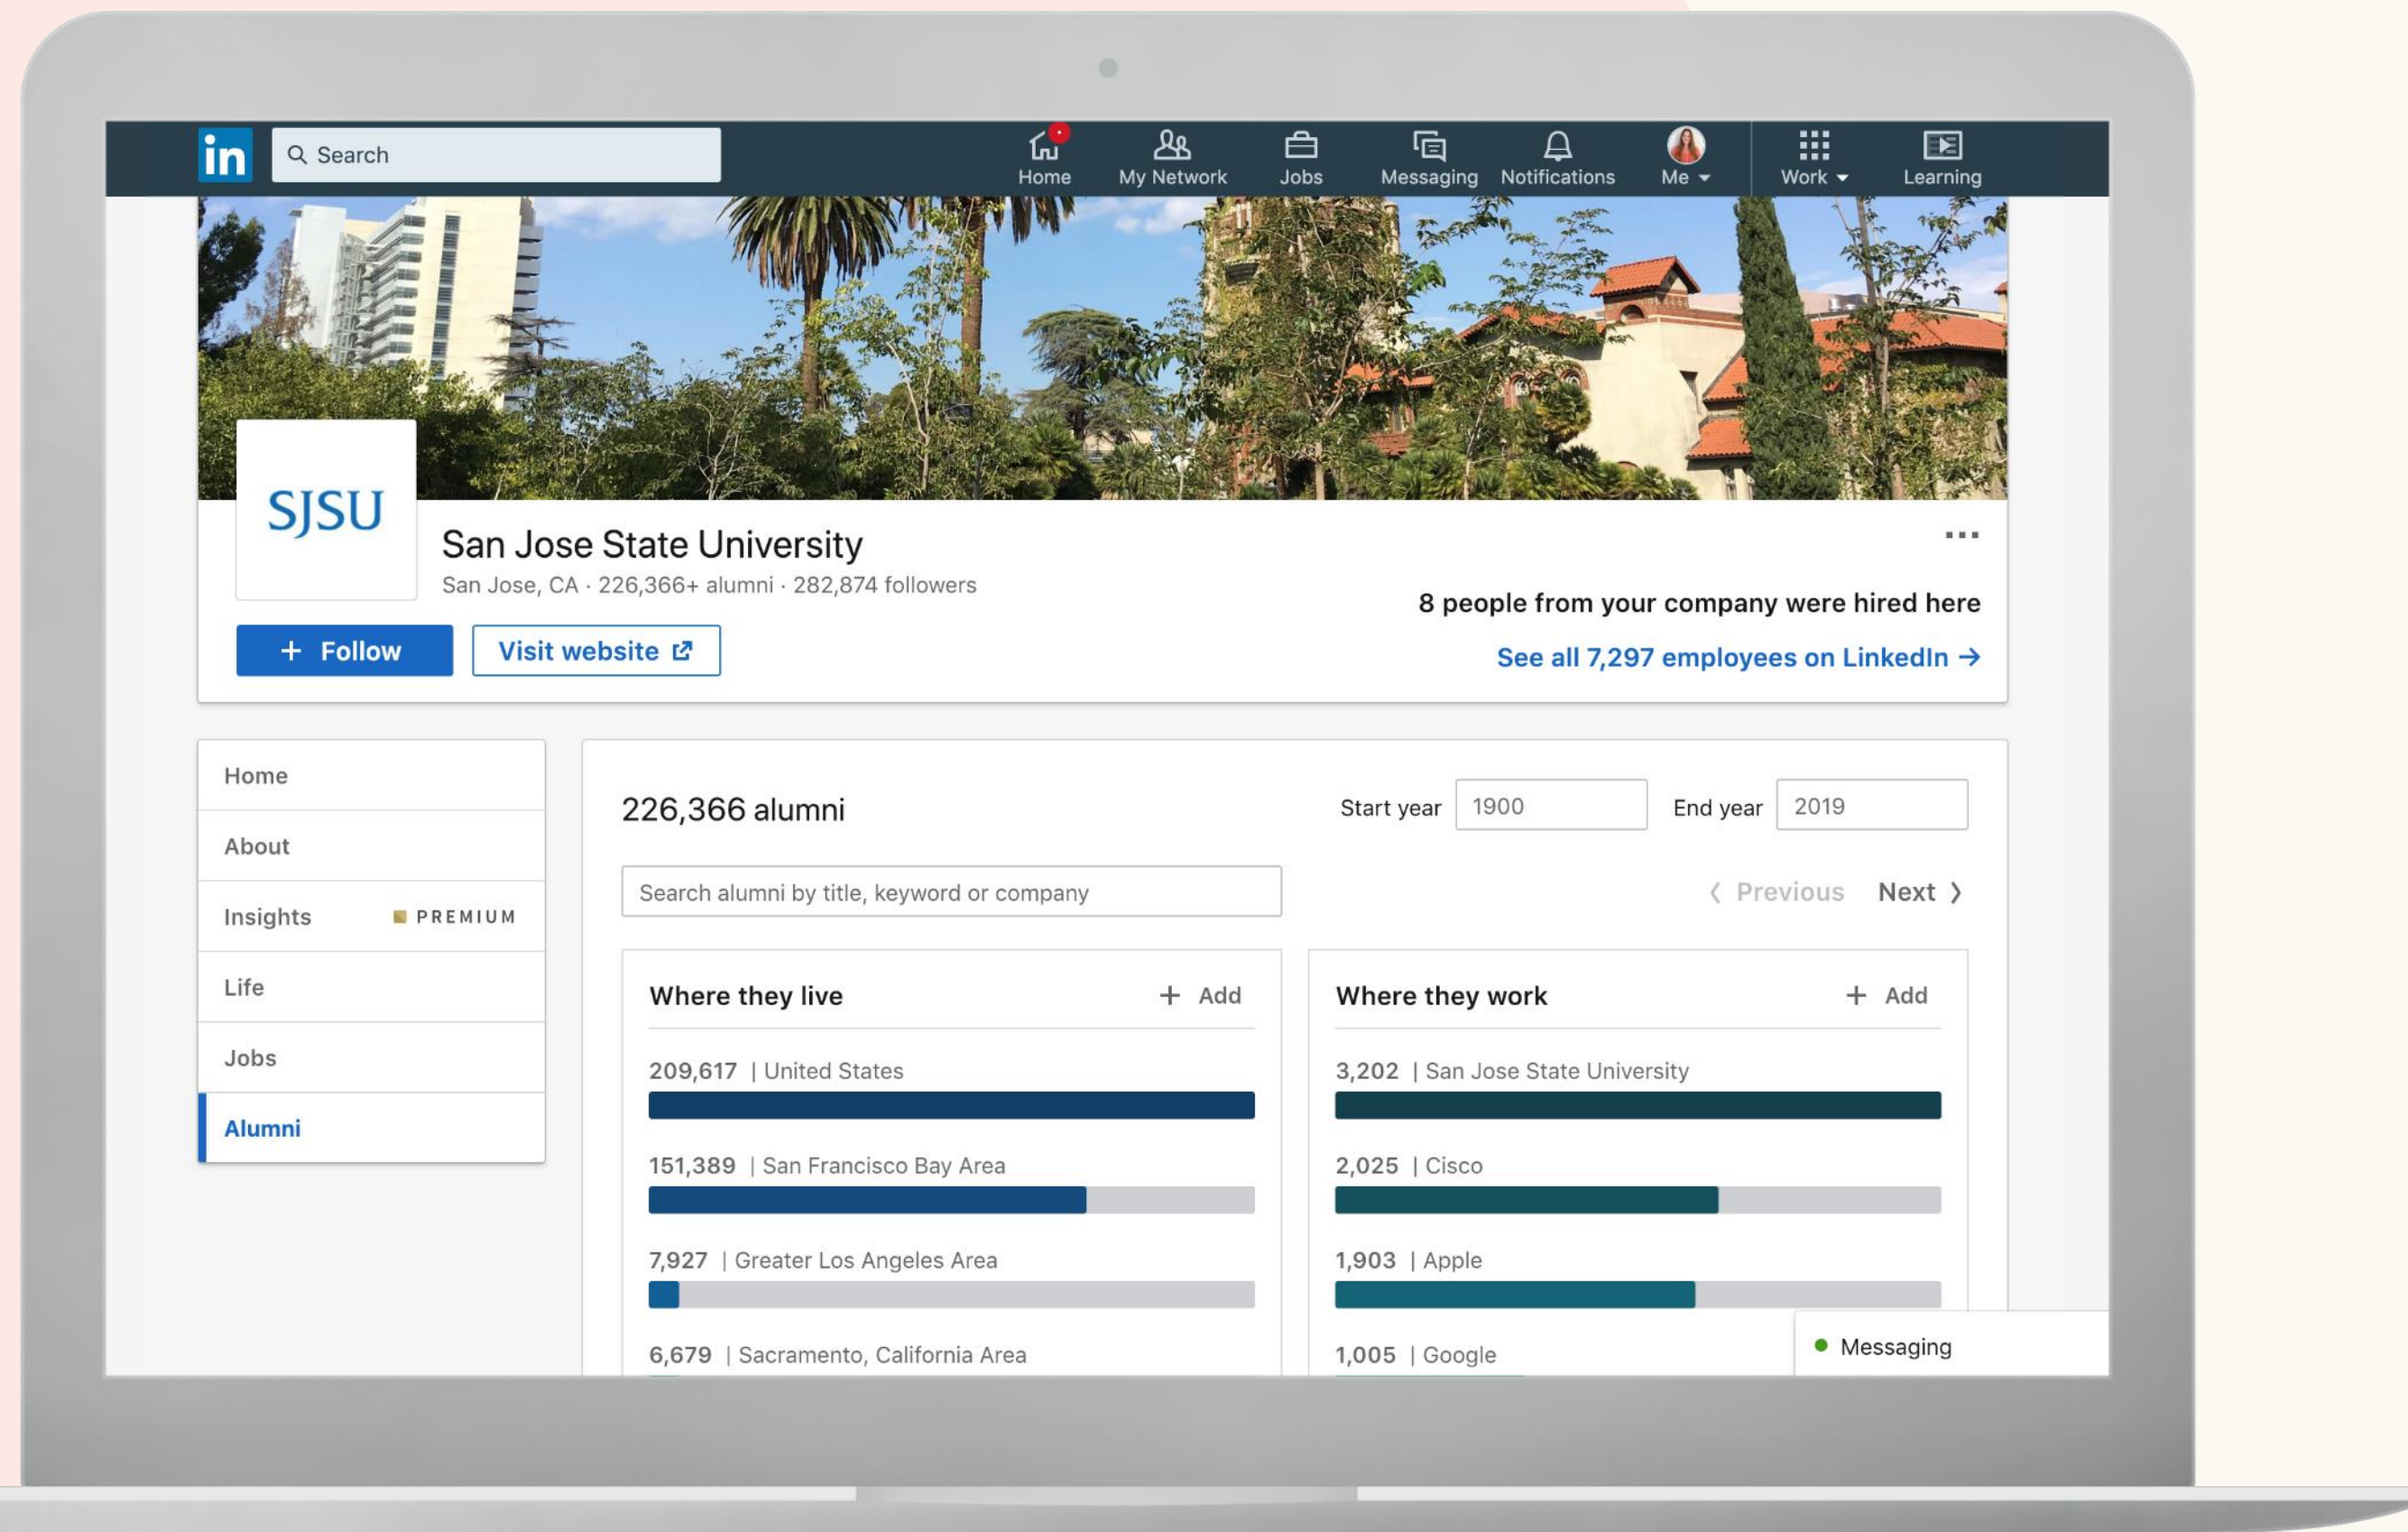 in
Search
Home
My Network
Jobs
Messaging
Notifications
Me
Work
Learning
SJSU
San Jose State University
San Jose, CA · 226,366+ alumni · 282,874 followers
+ Follow
Visit website
8 people from your company were hired here
See all 7,297 employees on LinkedIn →
Home
About
Insights PREMIUM
Life
Jobs
Alumni
226,366 alumni
Start year 1900 End year 2019
Search alumni by title, keyword or company
Previous Next
Where they live + Add
209,617 | United States
151,389 | San Francisco Bay Area
7,927 | Greater Los Angeles Area
6,679 | Sacramento, California Area
Where they work + Add
3,202 | San Jose State University
2,025 | Cisco
1,903 | Apple
1,005 | Google
Messaging